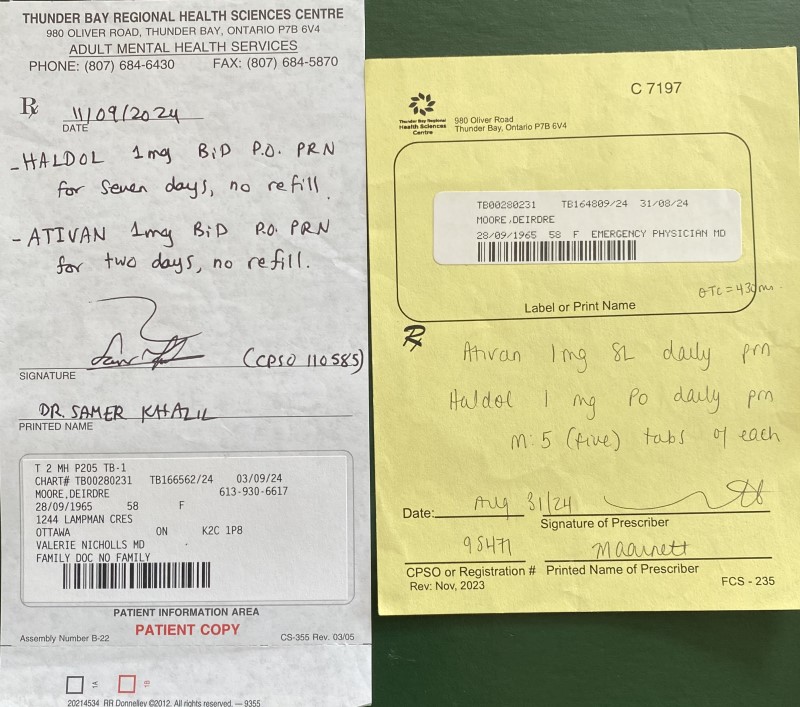 THUNDER BAY REGIONAL HEALTH SCIENCES CENTRE
980 OLIVER ROAD, THUNDER BAY, ONTARIO P7B 6V4
ADULT MENTAL HEALTH SERVICES
PHONE: (807) 684-6430 FAX: (807) 684-5870
Rx 11/09/2024
DATE
- HALDOL 1mg BiD P.O. PRN
for seven days, no refill.
- ATIVAN 1mg BiD P.O. PRN
for two days, no refill.
(CPSO 110585)
SIGNATURE
DR. SAMER KHALIL
PRINTED NAME
T 2 MH P205 TB-1
CHART# TB00280231 TB166562/24 03/09/24
MOORE,DEIRDRE 613-930-6617
28/09/1965 58 F
1244 LAMPMAN CRES
OTTAWA ON K2C 1P8
VALERIE NICHOLLS MD
FAMILY DOC NO FAMILY
PATIENT INFORMATION AREA
Assembly Number B-22 PATIENT COPY CS-355 Rev. 03/05
1A 1B
20214534 RR Donnelley ©2012. All rights reserved. — 9355
C 7197
Thunder Bay Regional
Health Sciences
Centre
980 Oliver Road
Thunder Bay, Ontario P7B 6V4
TB00280231 TB164809/24 31/08/24
MOORE,DEIRDRE
28/09/1965 58 F EMERGENCY PHYSICIAN MD
QTc = 430
Label or Print Name
Rx
Ativan 1mg SL daily prn
Haldol 1 mg PO daily prn
M: 5 (five) tabs of each
Date: Aug 31/24
Signature of Prescriber
98471
CPSO or Registration # Printed Name of Prescriber
Rev: Nov, 2023 FCS - 235